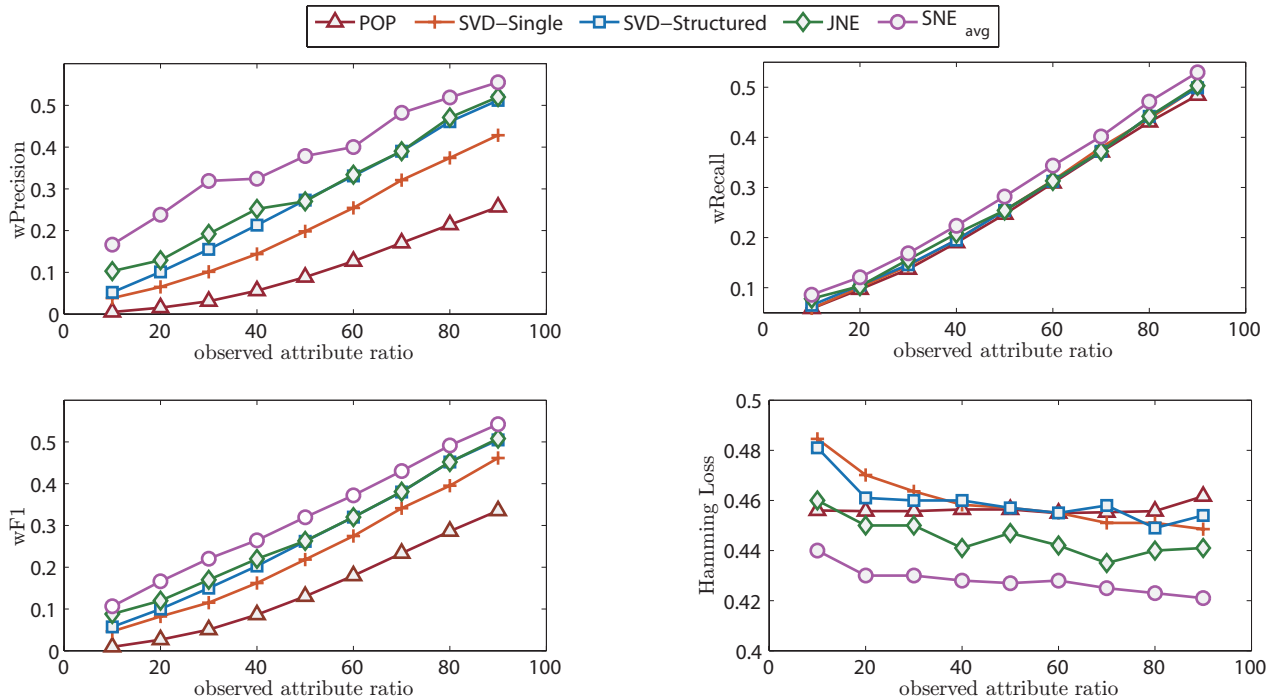 POP SVD−Single SVD−Structured JNE SNE avg
0.5
0.4
0.3
0.2
0.1
0
0 20 40 60 80 100
wPrecision
observed attribute ratio
0.5
0.4
0.3
0.2
0.1
0 20 40 60 80 100
wRecall
observed attribute ratio
0.5
0.4
0.3
0.2
0.1
0
0 20 40 60 80 100
wF1
observed attribute ratio
0.5
0.48
0.46
0.44
0.42
0.4
0 20 40 60 80 100
Hamming Loss
observed attribute ratio